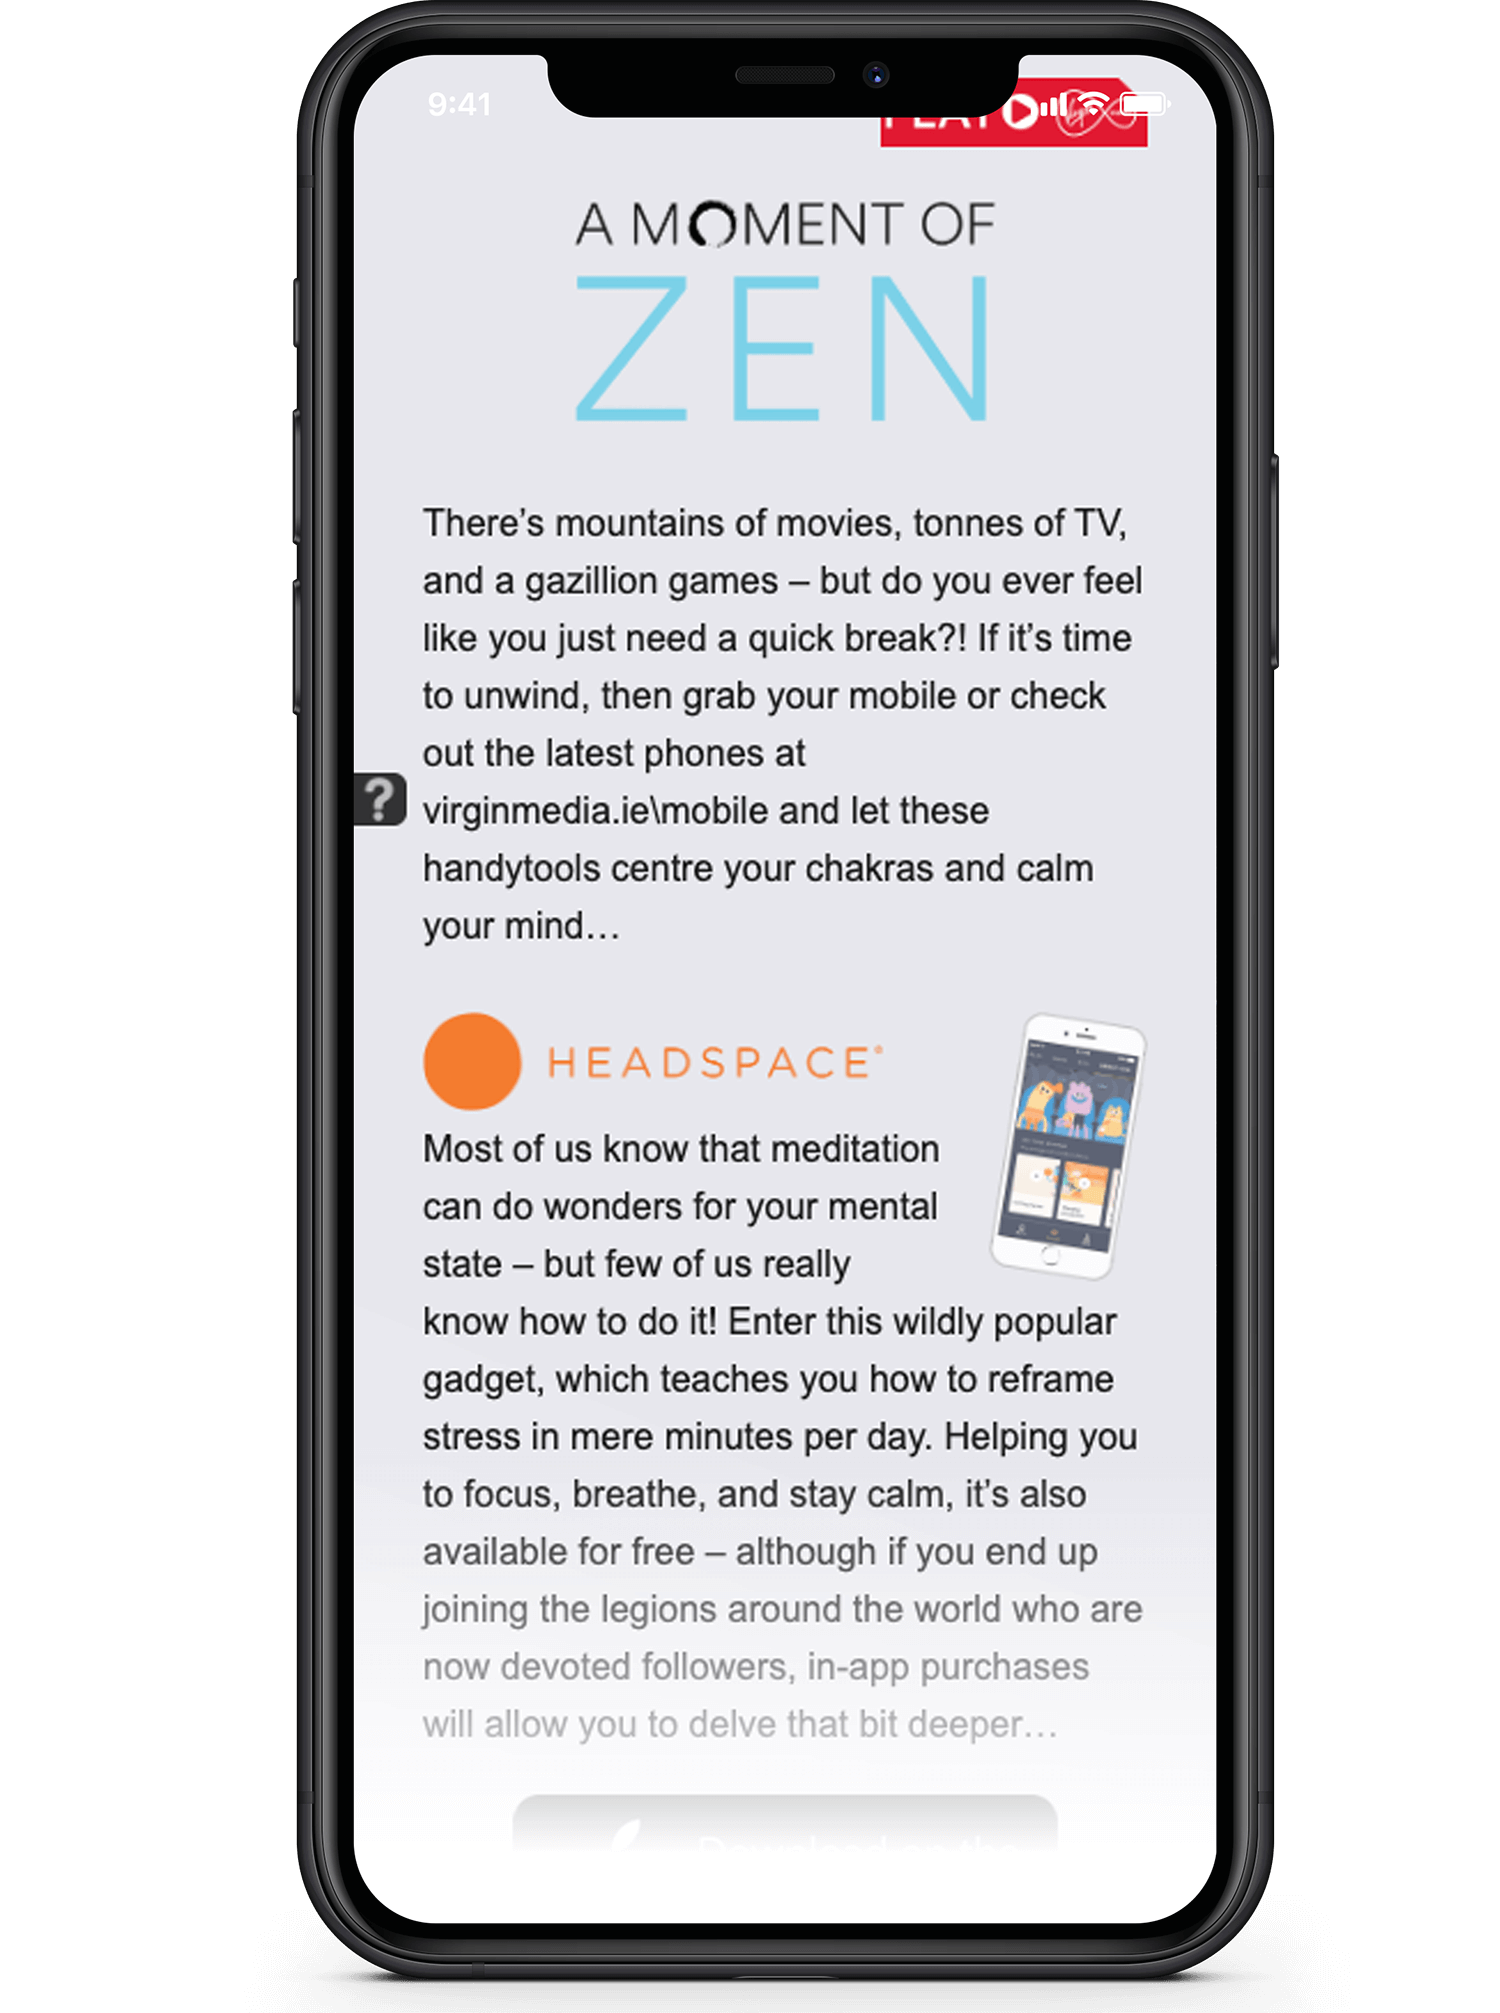 9:41
PLAY
A MOMENT OF
ZEN
There’s mountains of movies, tonnes of TV,
and a gazillion games – but do you ever feel
like you just need a quick break?! If it’s time
to unwind, then grab your mobile or check
out the latest phones at
virginmedia.ie\mobile and let these
handytools centre your chakras and calm
your mind…
?
HEADSPACE
Most of us know that meditation
can do wonders for your mental
state – but few of us really
know how to do it! Enter this wildly popular
gadget, which teaches you how to reframe
stress in mere minutes per day. Helping you
to focus, breathe, and stay calm, it’s also
available for free – although if you end up
joining the legions around the world who are
now devoted followers, in-app purchases
will allow you to delve that bit deeper…
Download on the